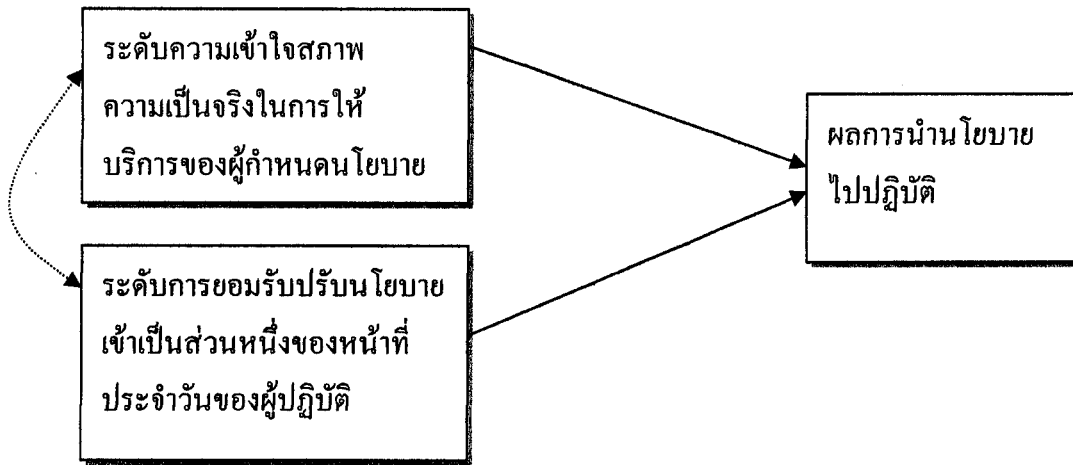 ระดับความเข้าใจสภาพ
ความเป็นจริงในการให้
บริการของผู้กำหนดนโยบาย
ระดับการยอมรับปรับนโยบาย
เข้าเป็นส่วนหนึ่งของหน้าที่
ประจำวันของผู้ปฏิบัติ
ผลการนำนโยบาย
ไปปฏิบัติ